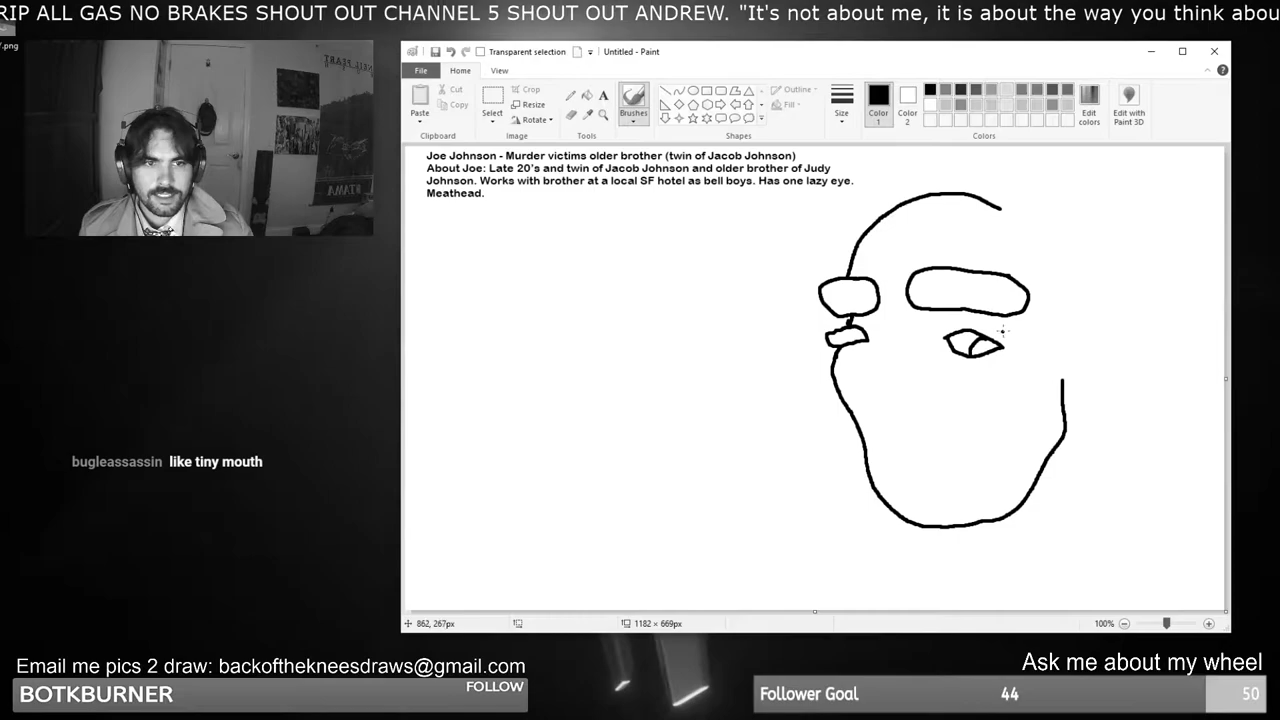 RIP ALL GAS NO BRAKES SHOUT OUT CHANNEL 5 SHOUT OUT ANDREW. "It's not about me, it is about the way you think abou
.png
Transparent selection
Untitled - Paint
File
Home
View
Paste
Cut
Copy
Clipboard
Select
Crop
Resize
Rotate
Image
A
Tools
Brushes
Outline
Fill
Shapes
Size
Color 1
Color 2
Edit colors
Colors
Edit with Paint 3D
Joe Johnson - Murder victims older brother (twin of Jacob Johnson)
About Joe: Late 20's and twin of Jacob Johnson and older brother of Judy
Johnson. Works with brother at a local SF hotel as bell boys. Has one lazy eye.
Meathead.
bugleassassin like tiny mouth
862, 267px
1182 × 669px
100%
Email me pics 2 draw: backofthekneesdraws@gmail.com
Ask me about my wheel
BOTKBURNER
FOLLOW
Follower Goal
44
50